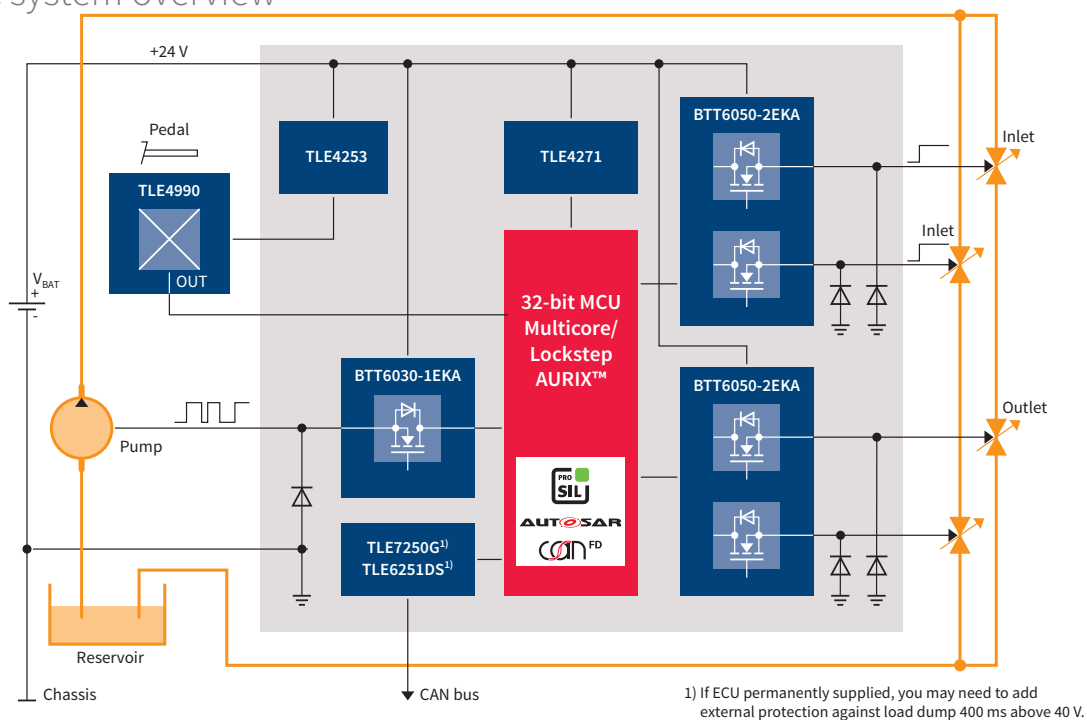 system overview
+24 V
Pedal
TLE4990
OUT
TLE4253
TLE4271
BTT6050-2EKA
Inlet
Inlet
VBAT
+
-
32-bit MCU
Multicore/
Lockstep
AURIX™
BTT6030-1EKA
BTT6050-2EKA
Outlet
Pump
PRO
SIL
AUTOSAR
CAN FD
TLE7250G1)
TLE6251DS1)
Reservoir
Chassis
CAN bus
1) If ECU permanently supplied, you may need to add
external protection against load dump 400 ms above 40 V.